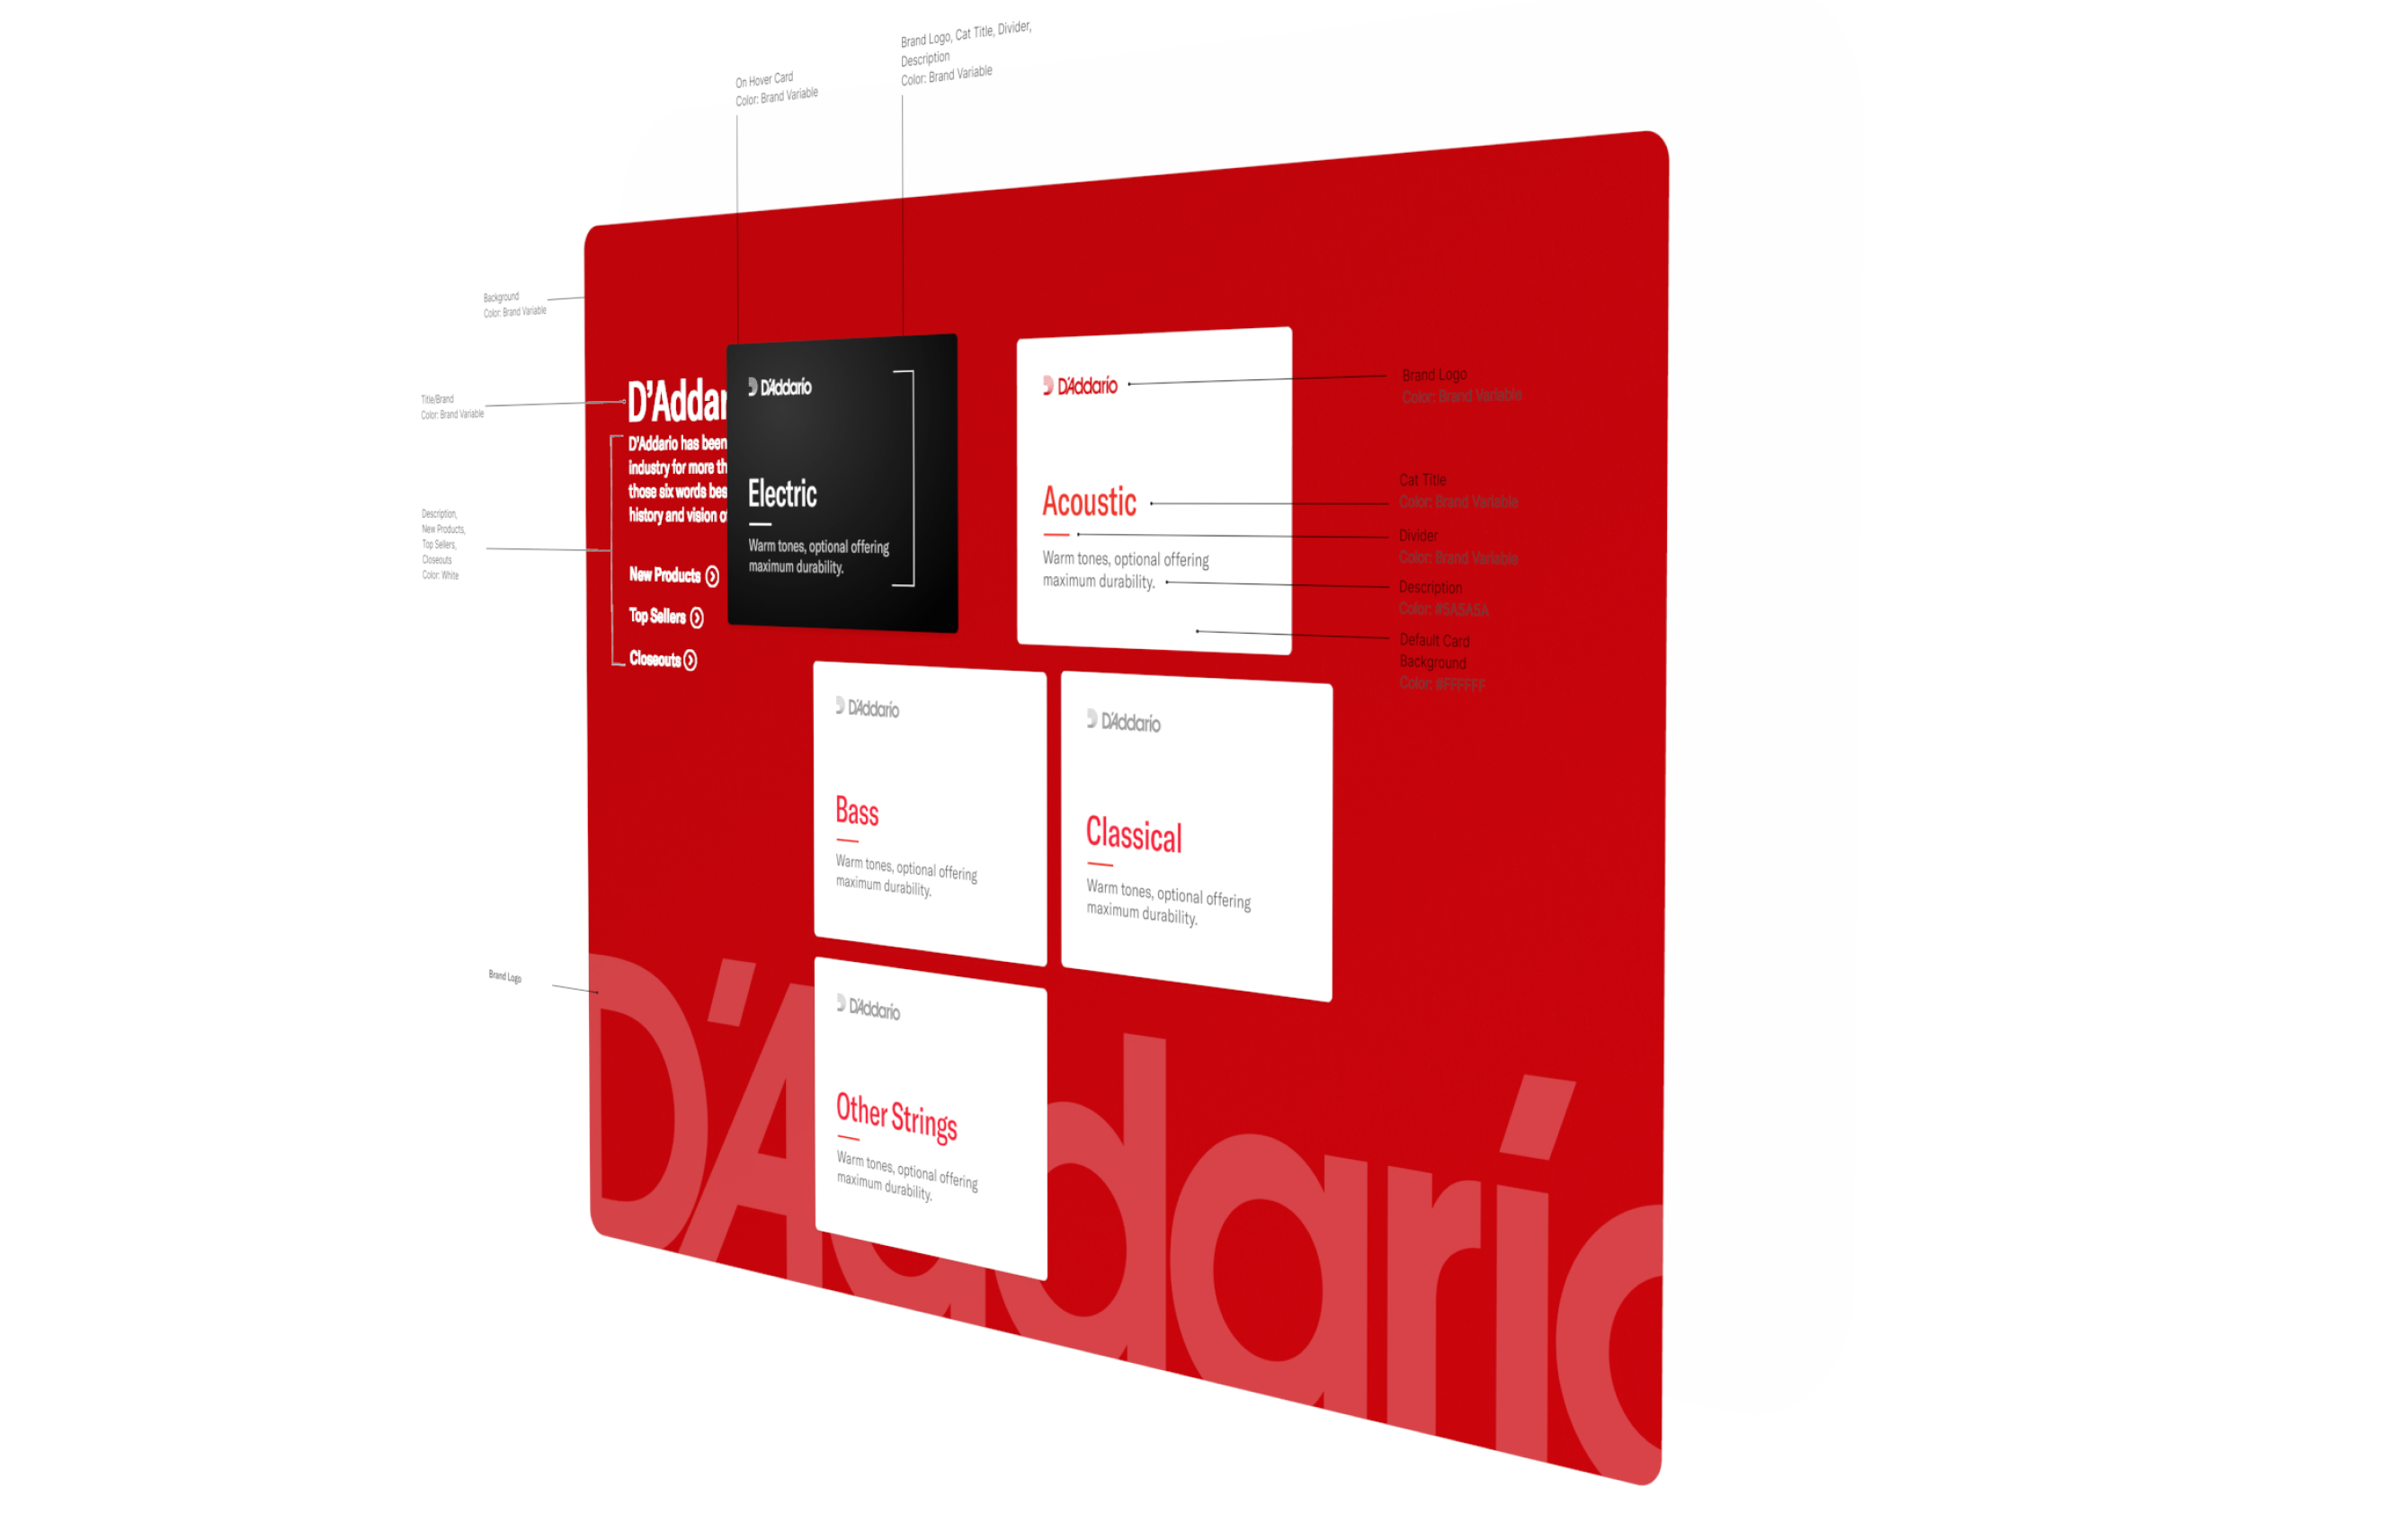 Brand Logo, Cat Title, Divider,
Description
Color: Brand Variable
On Hover Card
Color: Brand Variable
Background
Color: Brand Variable
Title/Brand
Color: Brand Variable
Description,
New Products,
Top Sellers,
Closeouts
Color: White
Brand Logo
D'Addar
D'Addario has been
industry for more th
those six words bes
history and vision o
New Products
Top Sellers
Closeouts
D'Addario
Electric
Warm tones, optional offering
maximum durability.
D'Addario
Acoustic
Warm tones, optional offering
maximum durability.
Brand Logo
Color: Brand Variable
Cat Title
Color: Brand Variable
Divider
Color: Brand Variable
Description
Color: #5A5A5A
Default Card
Background
Color: #FFFFFF
D'Addario
Bass
Warm tones, optional offering
maximum durability.
D'Addario
Classical
Warm tones, optional offering
maximum durability.
D'Addario
Other Strings
Warm tones, optional offering
maximum durability.
D'Addario